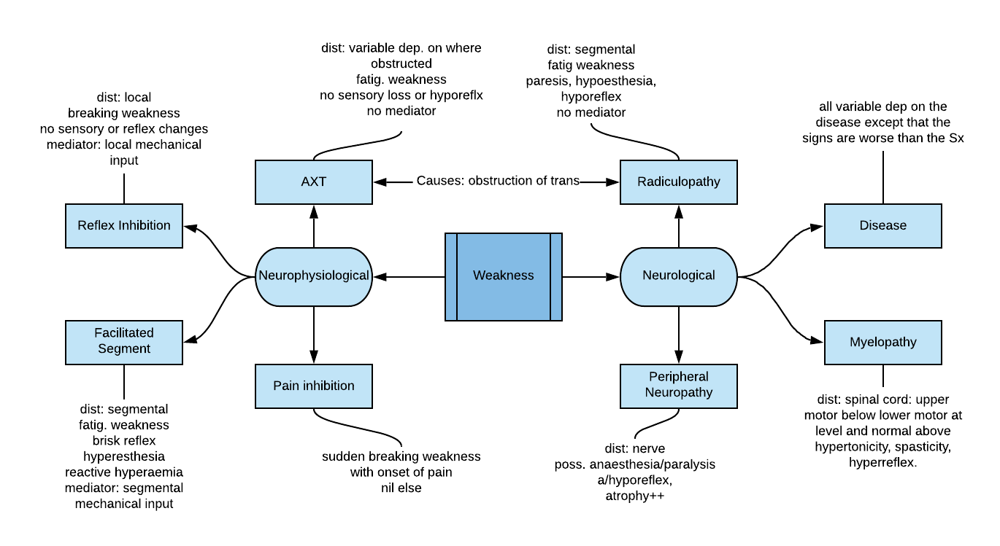 dist: variable dep. on where
obstructed
fatig. weakness
no sensory loss or hyporeflx
no mediator
dist: segmental
fatig weakness
paresis, hypoesthesia,
hyporeflex
no mediator
dist: local
breaking weakness
no sensory or reflex changes
mediator: local mechanical
input
all variable dep on the
disease except that the
signs are worse than the Sx
AXT
Causes: obstruction of trans
Radiculopathy
Reflex Inhibition
Disease
Neurophysiological
Weakness
Neurological
Facilitated
Segment
Myelopathy
Pain inhibition
Peripheral
Neuropathy
dist: segmental
fatig. weakness
brisk reflex
hyperesthesia
reactive hyperaemia
mediator: segmental
mechanical input
sudden breaking weakness
with onset of pain
nil else
dist: nerve
poss. anaesthesia/paralysis
a/hyporeflex,
atrophy++
dist: spinal cord: upper
motor below lower motor at
level and normal above
hypertonicity, spasticity,
hyperreflex.